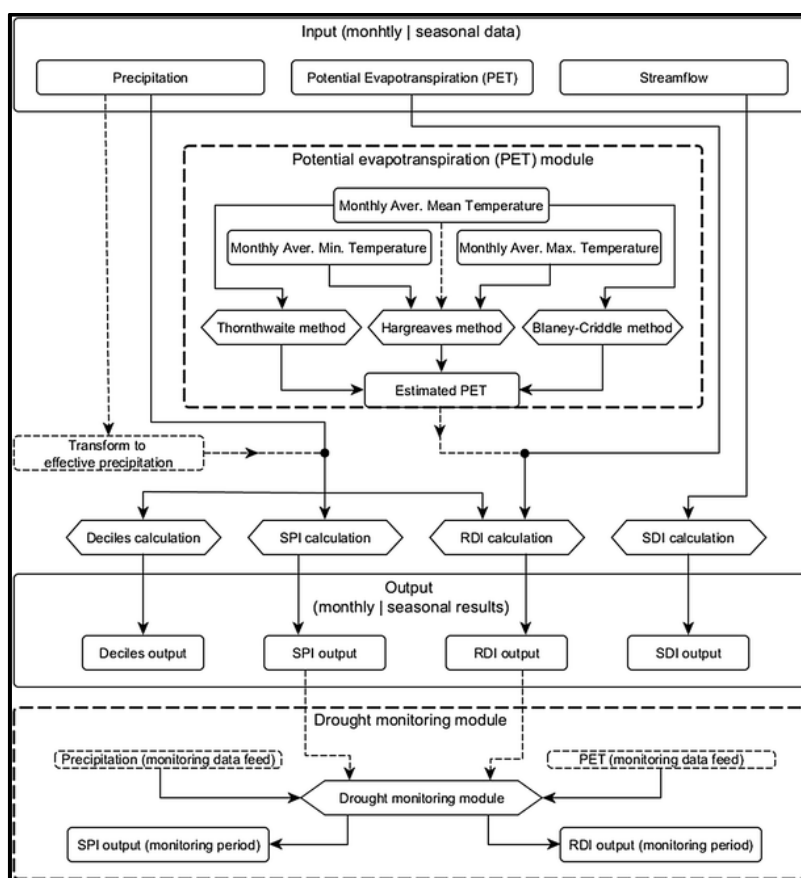 Input (monhtly | seasonal data)
Precipitation
Potential Evapotranspiration (PET)
Streamflow
Potential evapotranspiration (PET) module
Monthly Aver. Mean Temperature
Monthly Aver. Min. Temperature
Monthly Aver. Max. Temperature
Thornthwaite method
Hargreaves method
Blaney-Criddle method
Estimated PET
Transform to
effective precipitation
Deciles calculation
SPI calculation
RDI calculation
SDI calculation
Output
(monthly | seasonal results)
Deciles output
SPI output
RDI output
SDI output
Drought monitoring module
Precipitation (monitoring data feed)
PET (monitoring data feed)
Drought monitoring module
SPI output (monitoring period)
RDI output (monitoring period)